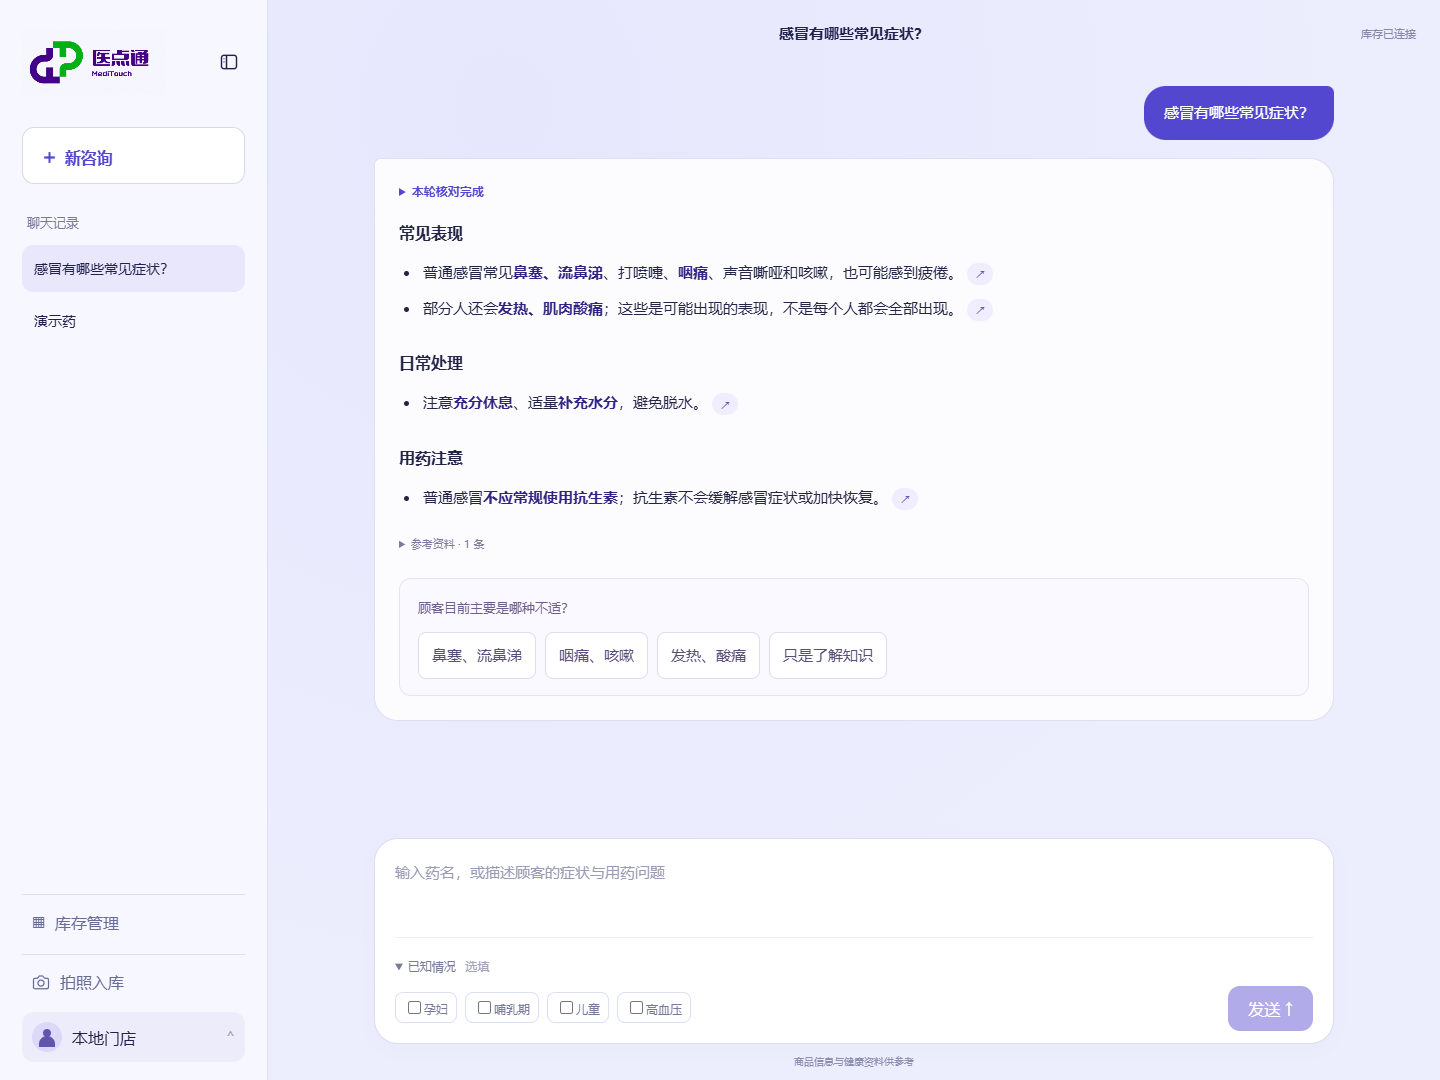 医点通
MediTouch
+ 新咨询
聊天记录
感冒有哪些常见症状？
演示药
库存管理
拍照入库
本地门店
感冒有哪些常见症状？
库存已连接
感冒有哪些常见症状？
本轮核对完成
常见表现
普通感冒常见鼻塞、流鼻涕、打喷嚏、咽痛、声音嘶哑和咳嗽，也可能感到疲倦。 ↗
部分人还会发热、肌肉酸痛；这些是可能出现的表现，不是每个人都会全部出现。 ↗
日常处理
注意充分休息、适量补充水分，避免脱水。 ↗
用药注意
普通感冒不应常规使用抗生素；抗生素不会缓解感冒症状或加快恢复。 ↗
参考资料 · 1 条
顾客目前主要是哪种不适？
鼻塞、流鼻涕 咽痛、咳嗽 发热、酸痛 只是了解知识
输入药名，或描述顾客的症状与用药问题
已知情况 选填
孕妇 哺乳期 儿童 高血压
发送 ↑
商品信息与健康资料供参考